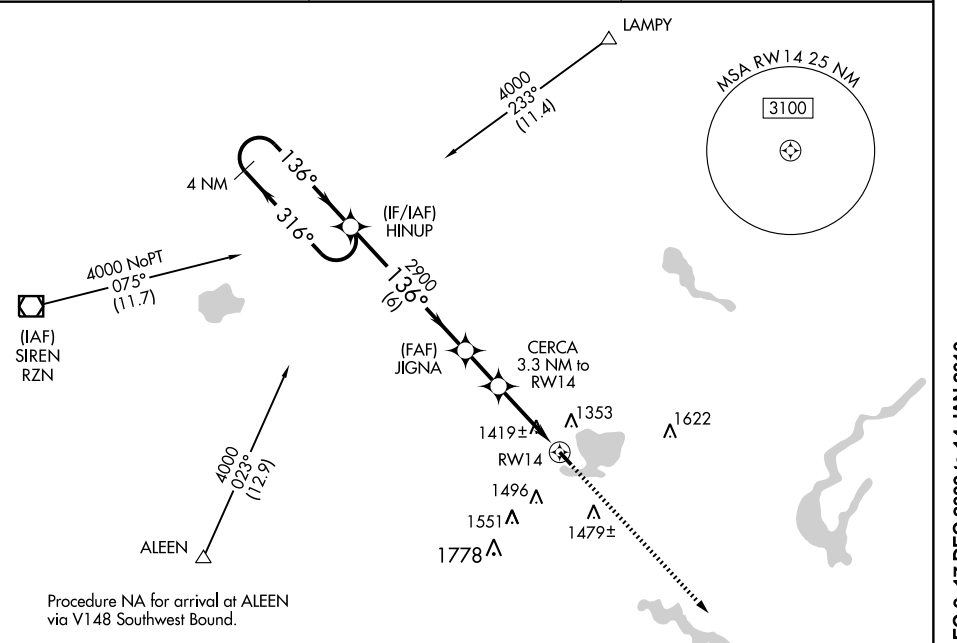 LAMPY
MSA RW14 25 NM
3100
4000
233°
(11.4)
136°
4 NM
316°
(IF/IAF)
HINUP
4000 NoPT
075°
(11.7)
2900
136°
(6)
(IAF)
SIREN
RZN
(FAF)
JIGNA
CERCA
3.3 NM to
RW14
1419±
1353
1622
RW14
4000
023°
(12.9)
1496
1551
1479±
1778
ALEEN
Procedure NA for arrival at ALEEN
via V148 Southwest Bound.